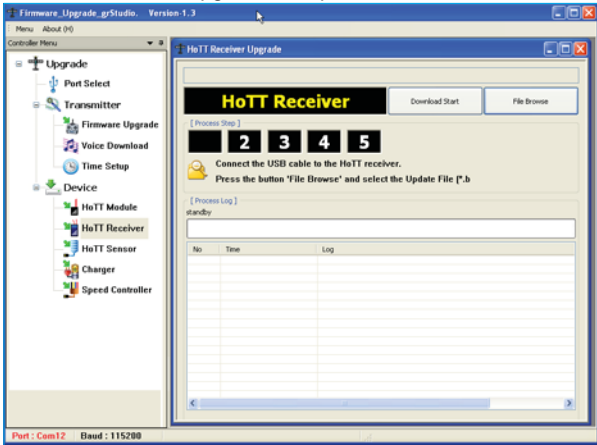 Firmware_Upgrade_grStudio. Version-1.3
Menu About (H)
Controller Menu
Upgrade
Port Select
Transmitter
Firmware Upgrade
Voice Download
Time Setup
Device
HoTT Module
HoTT Receiver
HoTT Sensor
Charger
Speed Controller
HoTT Receiver Upgrade
HoTT Receiver
Download Start
File Browse
[ Process Step ]
2 3 4 5
Connect the USB cable to the HoTT receiver.
Press the button 'File Browse' and select the Update File [*.b
[ Process Log ]
standby
No Time Log
Port : Com12 Baud : 115200